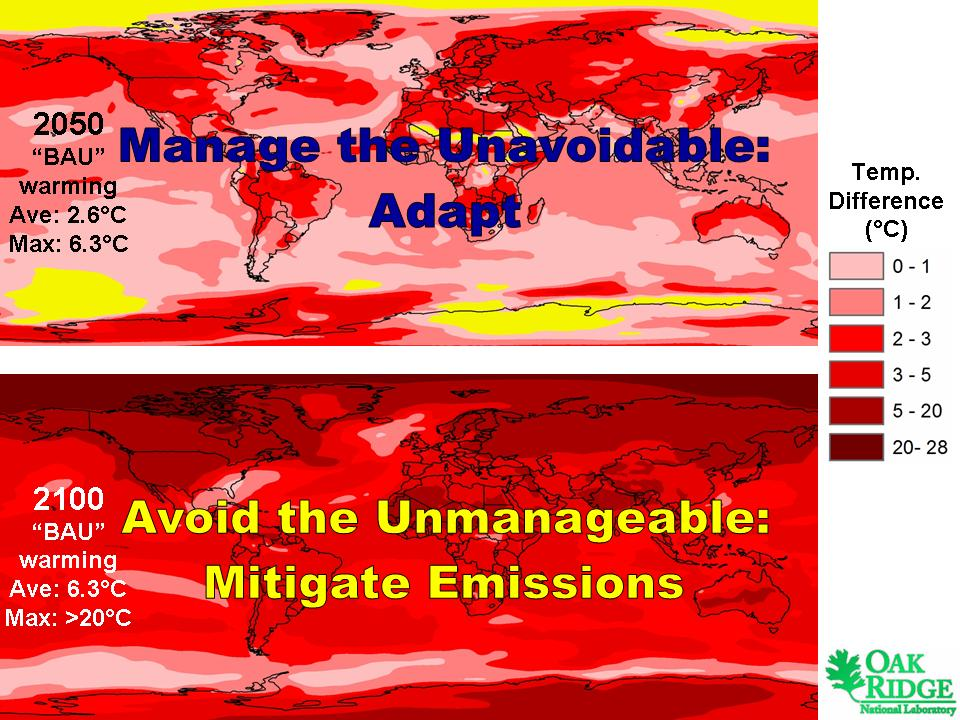 2050
“BAU”
warming
Ave: 2.6°C
Max: 6.3°C
Manage the Unavoidable:
Adapt
Temp.
Difference
(°C)
0 - 1
1 - 2
2 - 3
3 - 5
5 - 20
20- 28
2100
“BAU”
warming
Ave: 6.3°C
Max: >20°C
Avoid the Unmanageable:
Mitigate Emissions
OAK
RIDGE
National Laboratory